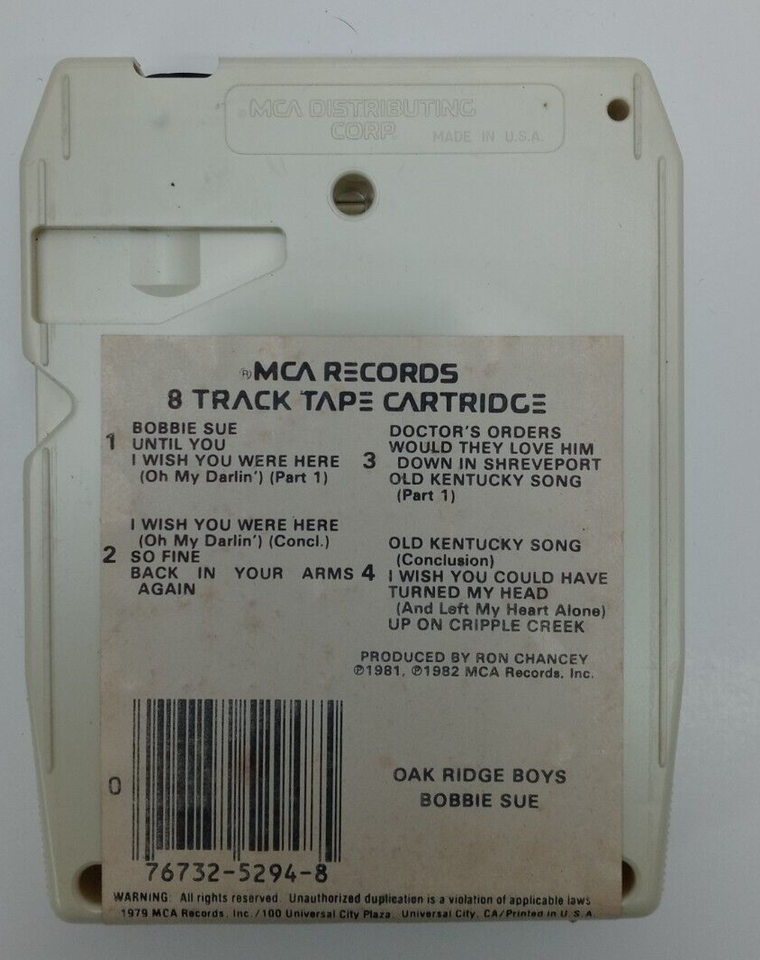 MCA DISTRIBUTING
CORP. MADE IN U.S.A.
®MCA RECORDS
8 TRACK TAPE CARTRIDGE
1 BOBBIE SUE
UNTIL YOU
I WISH YOU WERE HERE
(Oh My Darlin') (Part 1)
2 I WISH YOU WERE HERE
(Oh My Darlin') (Concl.)
SO FINE
BACK IN YOUR ARMS
AGAIN
3 DOCTOR'S ORDERS
WOULD THEY LOVE HIM
DOWN IN SHREVEPORT
OLD KENTUCKY SONG
(Part 1)
4 OLD KENTUCKY SONG
(Conclusion)
I WISH YOU COULD HAVE
TURNED MY HEAD
(And Left My Heart Alone)
UP ON CRIPPLE CREEK
PRODUCED BY RON CHANCEY
℗1981, ℗1982 MCA Records, Inc.
OAK RIDGE BOYS
BOBBIE SUE
0
76732-5294-8
WARNING: All rights reserved. Unauthorized duplication is a violation of applicable laws
1979 MCA Records, Inc./100 Universal City Plaza, Universal City, CA/Printed in U.S.A.